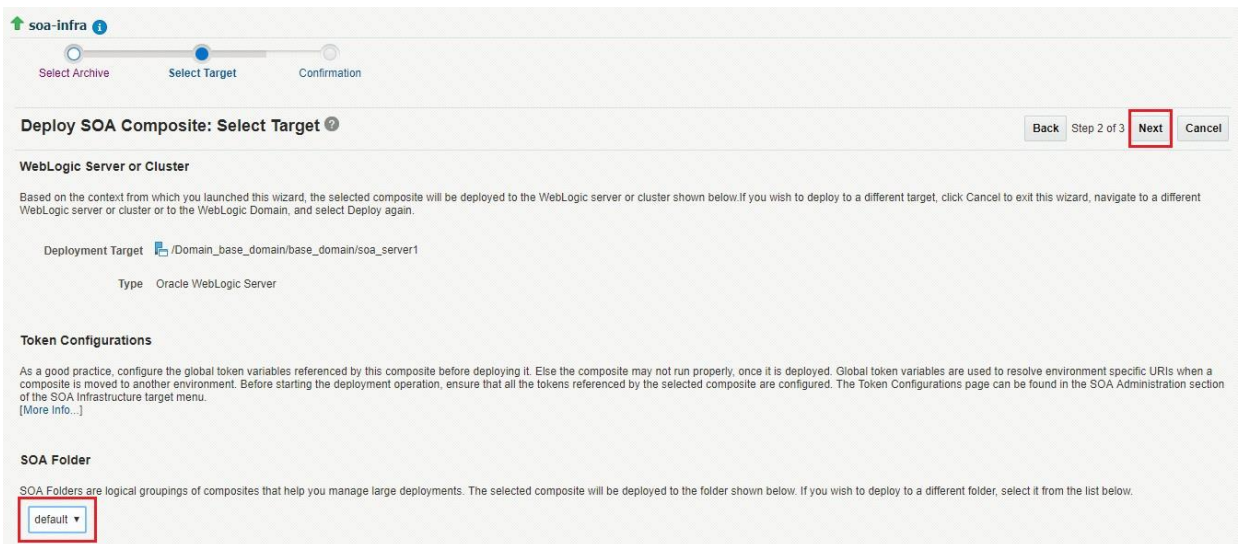 soa-infra
Select Archive
Select Target
Confirmation
Deploy SOA Composite: Select Target
Back Step 2 of 3 Next Cancel
WebLogic Server or Cluster
Based on the context from which you launched this wizard, the selected composite will be deployed to the WebLogic server or cluster shown below.If you wish to deploy to a different target, click Cancel to exit this wizard, navigate to a different
WebLogic server or cluster or to the WebLogic Domain, and select Deploy again.
Deployment Target /Domain_base_domain/base_domain/soa_server1
Type Oracle WebLogic Server
Token Configurations
As a good practice, configure the global token variables referenced by this composite before deploying it. Else the composite may not run properly, once it is deployed. Global token variables are used to resolve environment specific URIs when a
composite is moved to another environment. Before starting the deployment operation, ensure that all the tokens referenced by the selected composite are configured. The Token Configurations page can be found in the SOA Administration section
of the SOA Infrastructure target menu.
[More Info...]
SOA Folder
SOA Folders are logical groupings of composites that help you manage large deployments. The selected composite will be deployed to the folder shown below. If you wish to deploy to a different folder, select it from the list below.
default